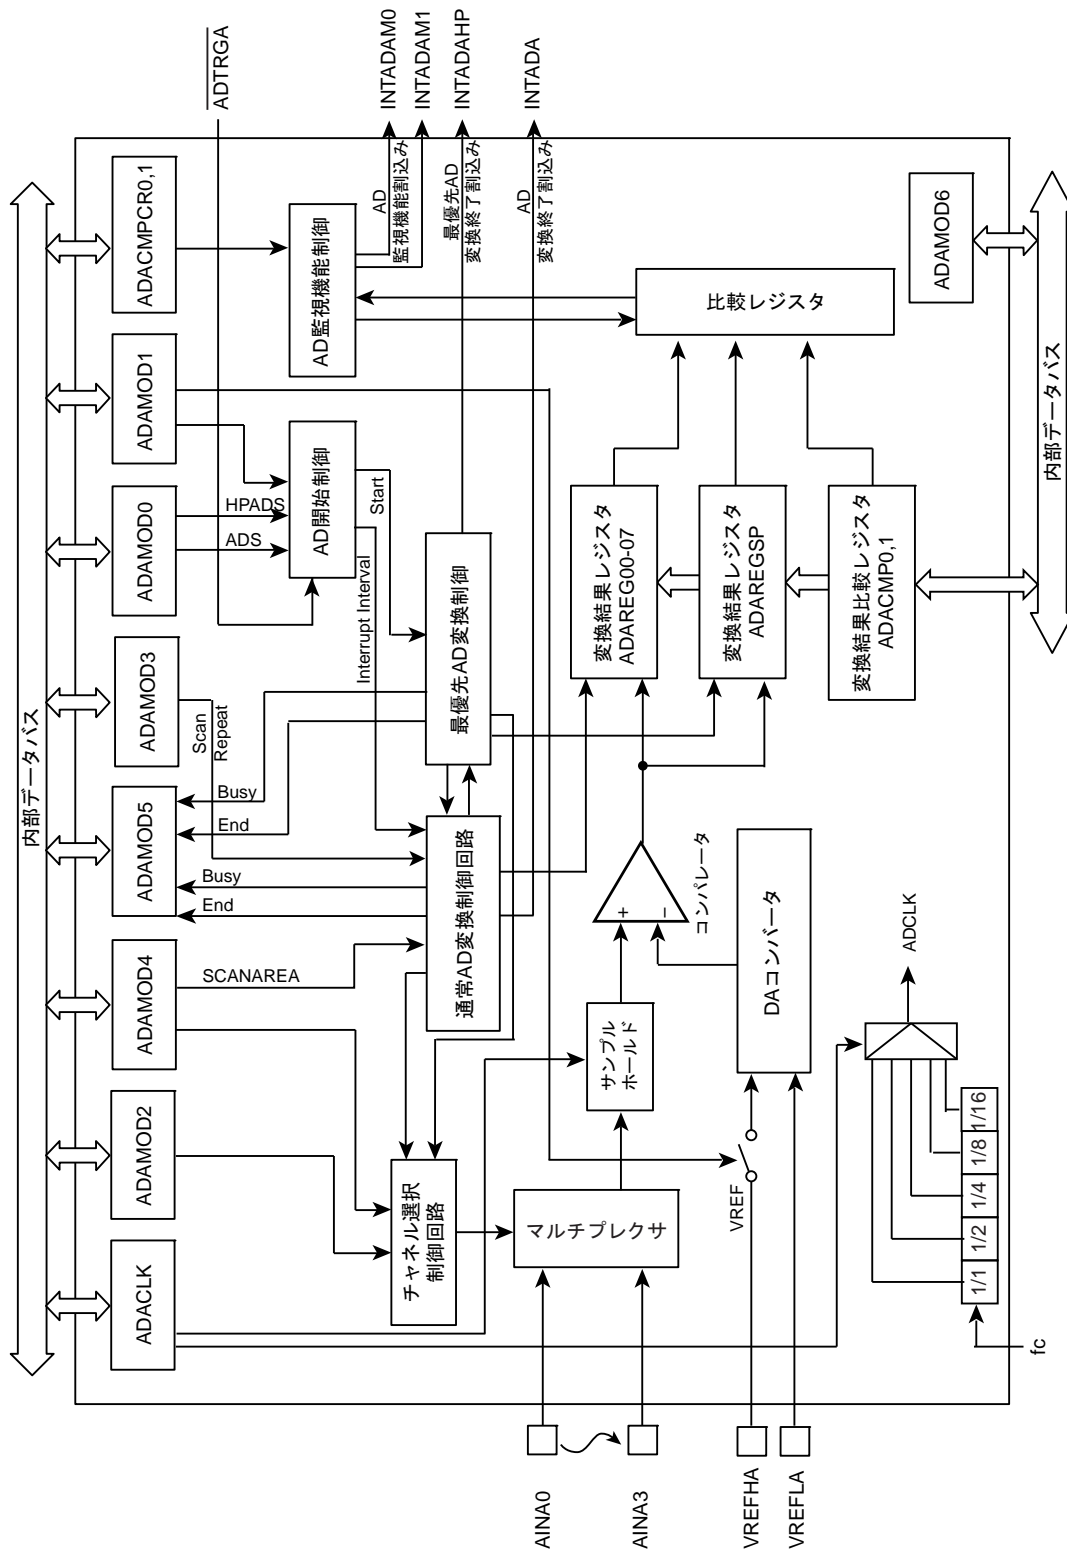 内部データバス
ADACLK
ADAMOD2
ADAMOD4
ADAMOD5
ADAMOD3
ADAMOD0
ADAMOD1
ADACMPCR0,1
ADTRGA
SCANAREA
End
Busy
End
Busy
Scan
Repeat
ADS
HPADS
AD開始制御
AD監視機能制御
Start
Interrupt Interval
AD
監視機能割込み
INTADAM0
INTADAM1
最優先AD
変換終了割込み
INTADAHP
AD
変換終了割込み
INTADA
チャネル選択
制御回路
通常AD変換制御回路
最優先AD変換制御
マルチプレクサ
サンプル
ホールド
+
−
コンパレータ
変換結果レジスタ
ADAREG00-07
変換結果レジスタ
ADAREGSP
変換結果比較レジスタ
ADACMP0,1
比較レジスタ
AINA0
AINA3
VREFHA
VREFLA
VREF
DAコンバータ
fc
1/1
1/2
1/4
1/8
1/16
ADCLK
ADAMOD6
内部データバス